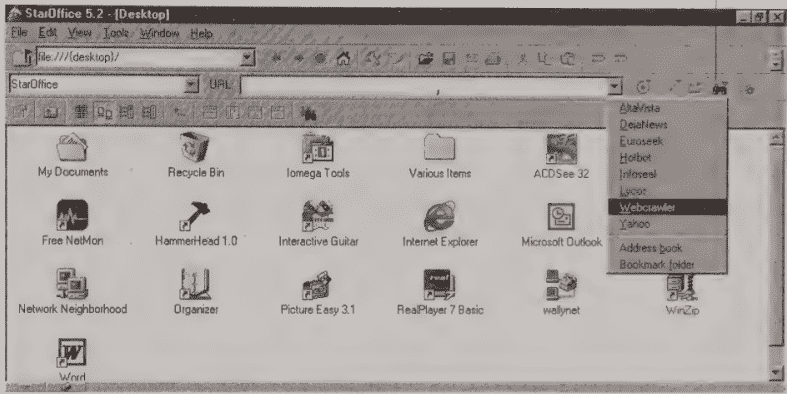 StarOffice 5.2 - [Desktop]
File Edit View Tools Window Help
file:///{desktop}/
StarOffice URL
AltaVista
DejaNews
Euroseek
Hotbot
Infoseek
Lycos
Webcrawler
Yahoo
Address book
Bookmark folder
My Documents Recycle Bin Iomega Tools Various Items ACDSee 32
Free NetMon HammerHead 1.0 Interactive Guitar Internet Explorer Microsoft Outlook
Network Neighborhood Organizer Picture Easy 3.1 RealPlayer 7 Basic wallynet WinZip
Word